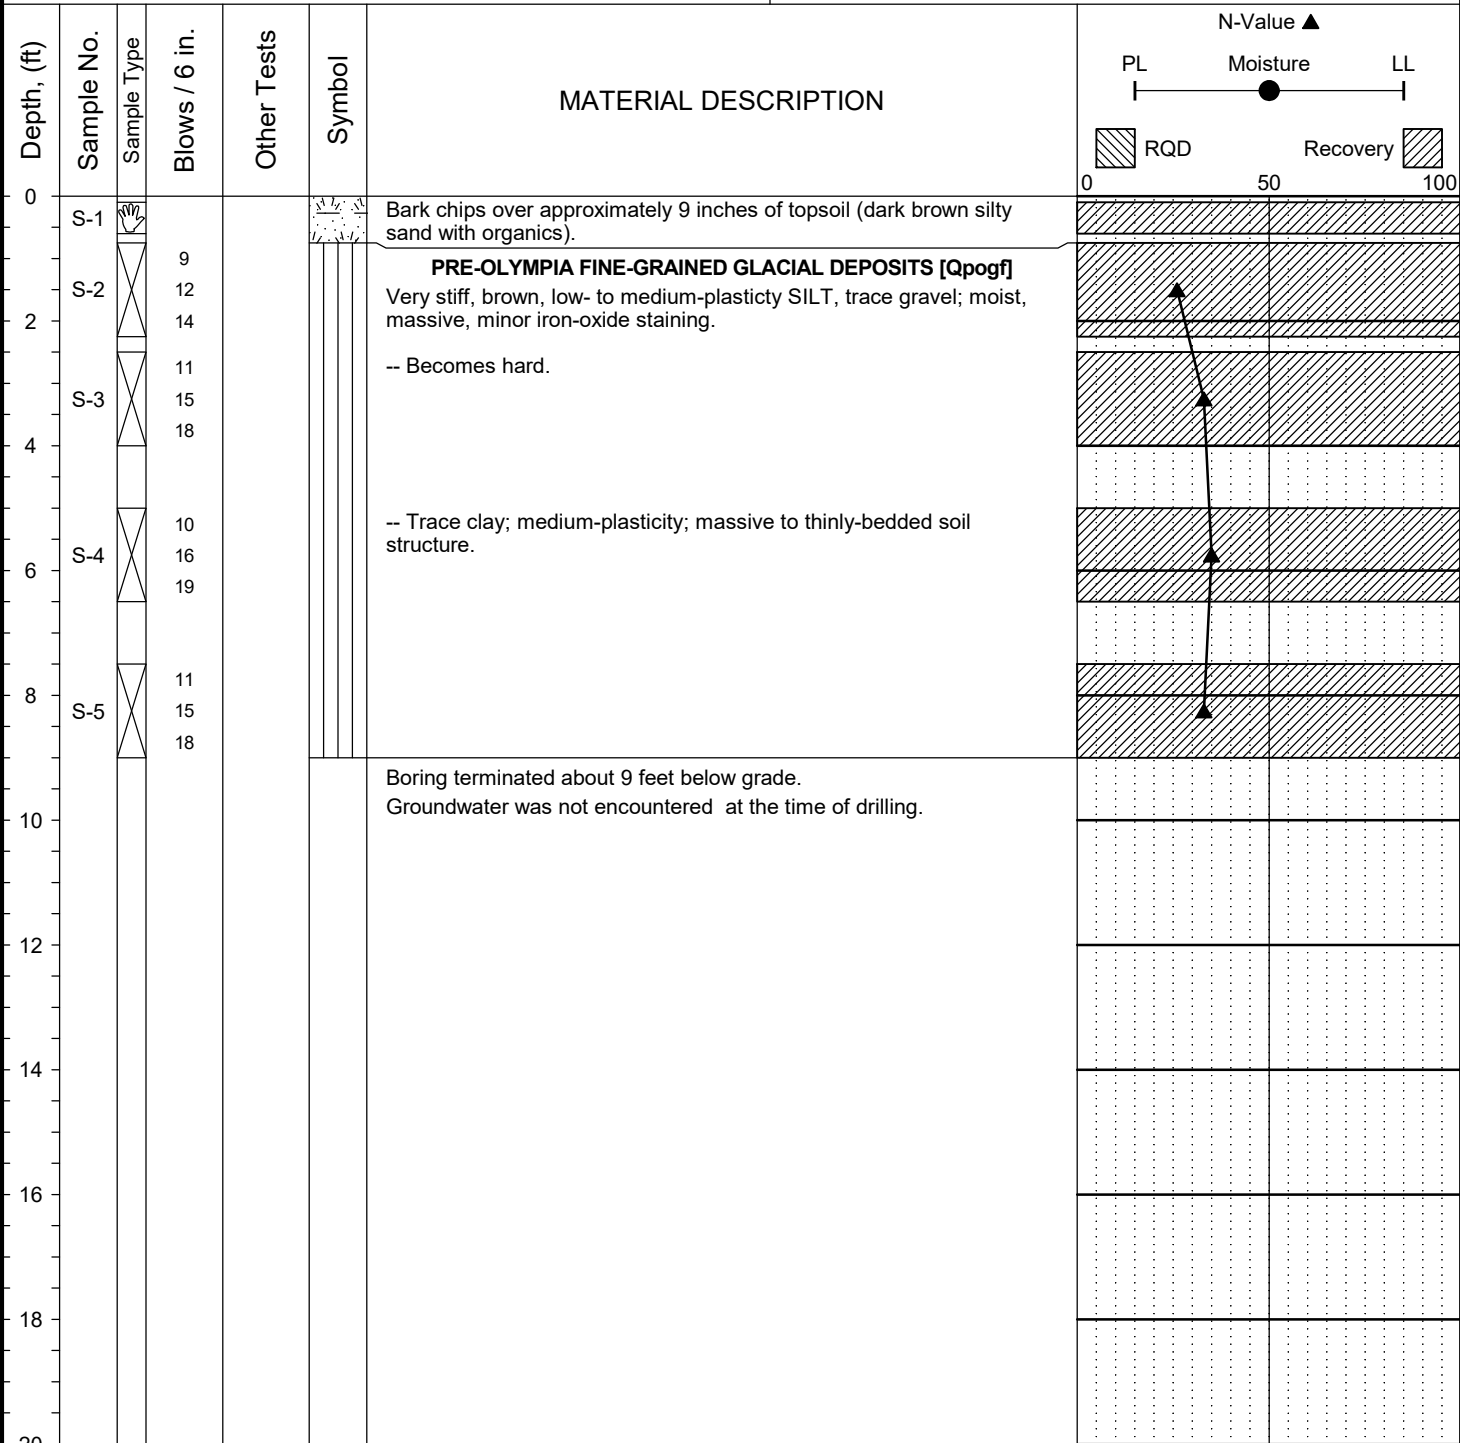 Depth, (ft)
Sample No.
Sample Type
Blows / 6 in.
Other Tests
Symbol
MATERIAL DESCRIPTION
N-Value
PL Moisture LL
RQD Recovery
0 50 100
0
S-1
Bark chips over approximately 9 inches of topsoil (dark brown silty
sand with organics).
PRE-OLYMPIA FINE-GRAINED GLACIAL DEPOSITS [Qpogf]
Very stiff, brown, low- to medium-plasticty SILT, trace gravel; moist,
massive, minor iron-oxide staining.
9
S-2 12
2 14
-- Becomes hard.
11
S-3 15
18
4
-- Trace clay; medium-plasticity; massive to thinly-bedded soil
structure.
10
S-4 16
6 19
11
8
S-5 15
18
Boring terminated about 9 feet below grade.
Groundwater was not encountered at the time of drilling.
10
12
14
16
18
20